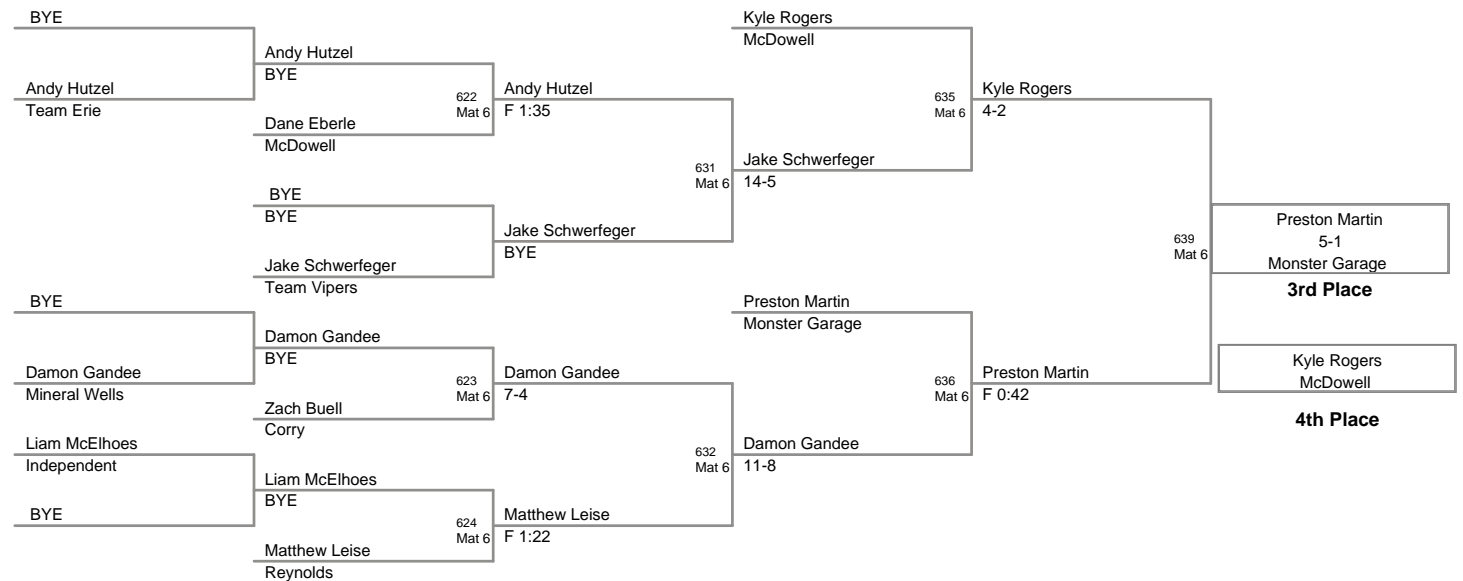 BYE
Andy Hutzel
Team Erie
Andy Hutzel
BYE
Dane Eberle
McDowell
622
Mat 6
Andy Hutzel
F 1:35
BYE
BYE
Jake Schwerfeger
Team Vipers
Jake Schwerfeger
BYE
631
Mat 6
Jake Schwerfeger
14-5
Kyle Rogers
McDowell
635
Mat 6
Kyle Rogers
4-2
BYE
Damon Gandee
Mineral Wells
Damon Gandee
BYE
Zach Buell
Corry
623
Mat 6
Damon Gandee
7-4
Liam McElhoes
Independent
BYE
Liam McElhoes
BYE
Matthew Leise
Reynolds
624
Mat 6
Matthew Leise
F 1:22
632
Mat 6
Damon Gandee
11-8
Preston Martin
Monster Garage
636
Mat 6
Preston Martin
F 0:42
639
Mat 6
Preston Martin
5-1
Monster Garage
3rd Place
Kyle Rogers
McDowell
4th Place